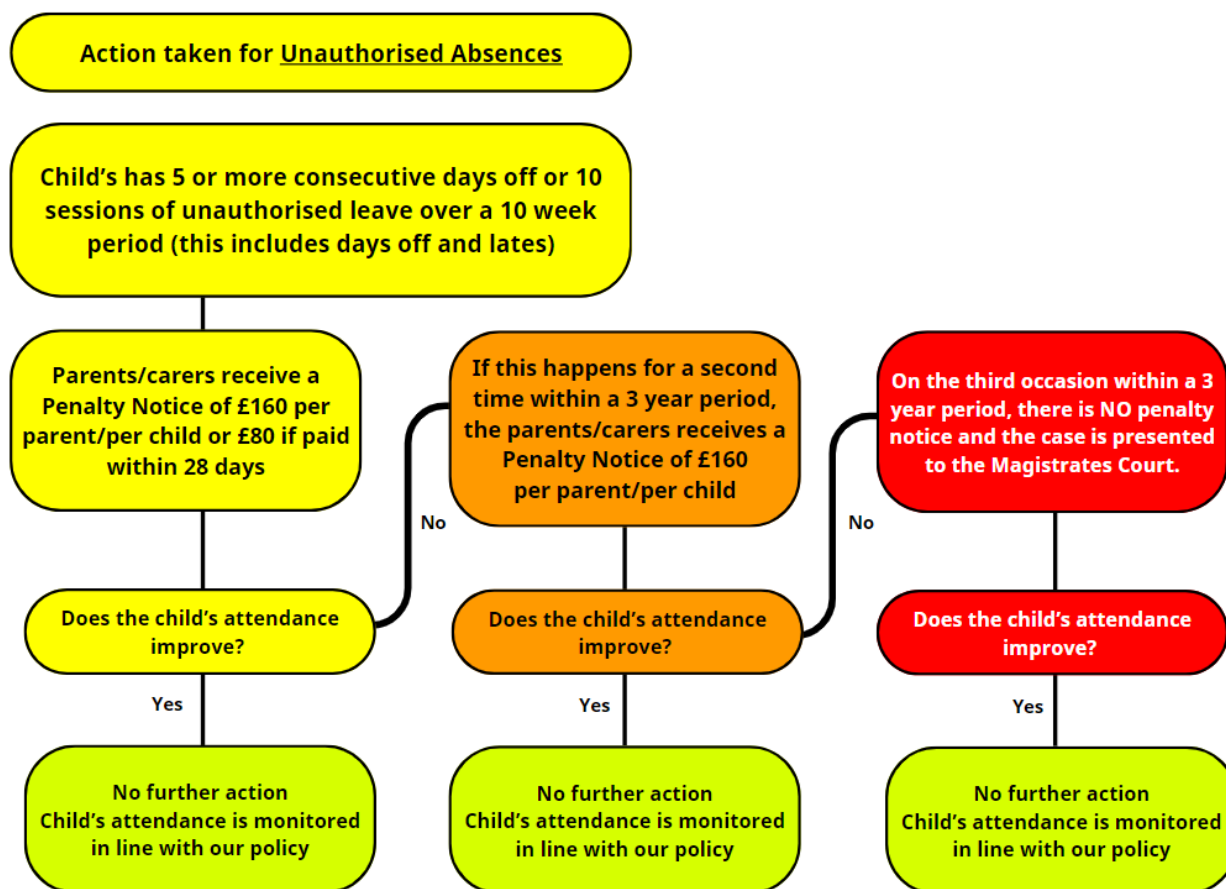 Action taken for Unauthorised Absences
Child's has 5 or more consecutive days off or 10
sessions of unauthorised leave over a 10 week
period (this includes days off and lates)
Parents/carers receive a
Penalty Notice of £160 per
parent/per child or £80 if paid
within 28 days
Does the child's attendance
improve?
Yes
No further action
Child's attendance is monitored
in line with our policy
No
If this happens for a second
time within a 3 year period,
the parents/carers receives a
Penalty Notice of £160
per parent/per child
Does the child's attendance
improve?
Yes
No further action
Child's attendance is monitored
in line with our policy
No
On the third occasion within a 3
year period, there is NO penalty
notice and the case is presented
to the Magistrates Court.
Does the child's attendance
improve?
Yes
No further action
Child's attendance is monitored
in line with our policy